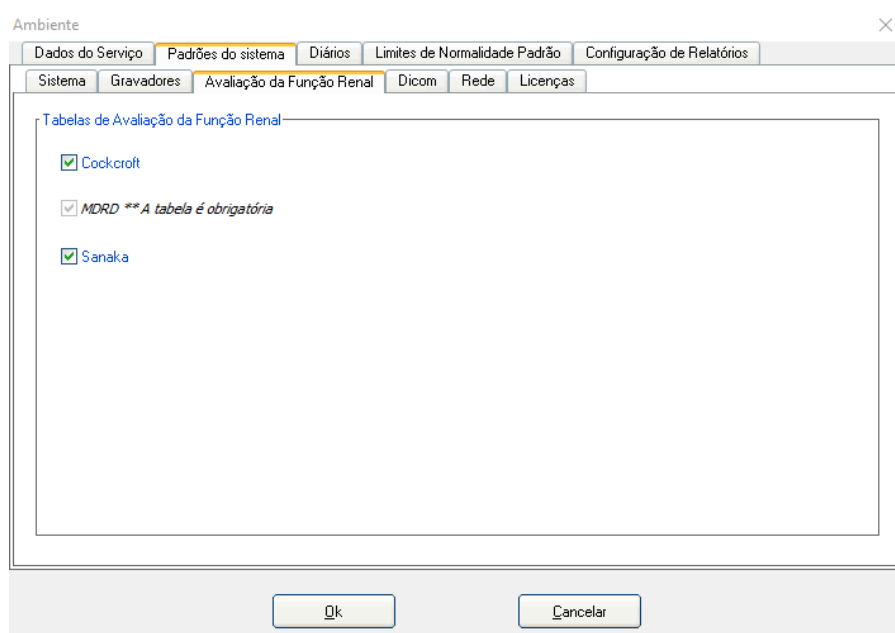 Ambiente
Dados do Serviço Padrões do sistema Diários Limites de Normalidade Padrão Configuração de Relatórios
Sistema Gravadores Avaliação da Função Renal Dicom Rede Licenças
Tabelas de Avaliação da Função Renal
Cockcroft
MDRD ** A tabela é obrigatória
Sanaka
Ok Cancelar